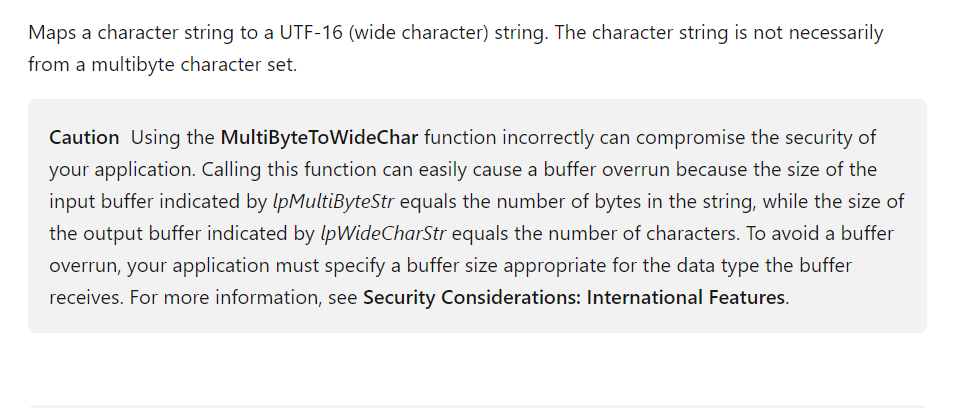 Maps a character string to a UTF-16 (wide character) string. The character string is not necessarily
from a multibyte character set.
Caution Using the MultiByteToWideChar function incorrectly can compromise the security of
your application. Calling this function can easily cause a buffer overrun because the size of the
input buffer indicated by lpMultiByteStr equals the number of bytes in the string, while the size of
the output buffer indicated by lpWideCharStr equals the number of characters. To avoid a buffer
overrun, your application must specify a buffer size appropriate for the data type the buffer
receives. For more information, see Security Considerations: International Features.